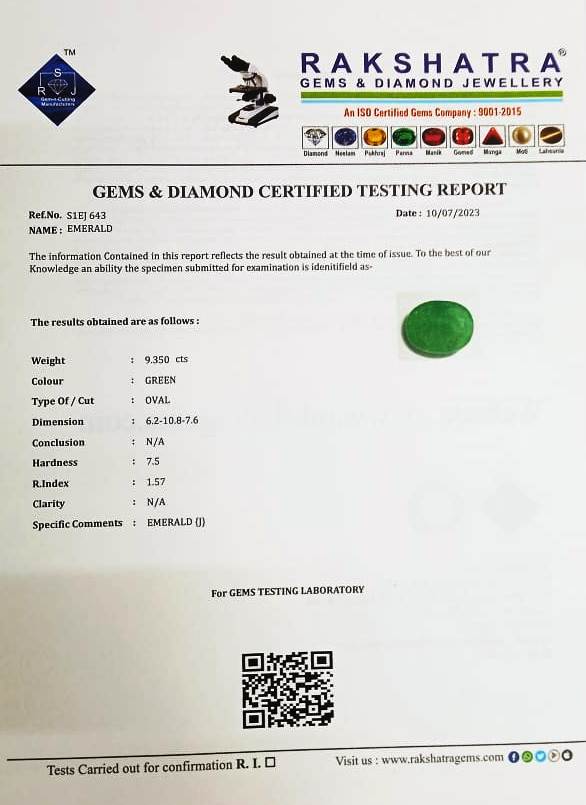 TM
S
R J
Gem-n-Cutting
Manufacturers
RAKSHATRA®
GEMS & DIAMOND JEWELLERY
An ISO Certified Gems Company : 9001-2015
Diamond Neelam Pukhraj Panna Manik Gomed Munga Moti Lahsunia
GEMS & DIAMOND CERTIFIED TESTING REPORT
Ref.No. S1EJ 643
Date : 10/07/2023
NAME : EMERALD
The information Contained in this report reflects the result obtained at the time of issue. To the best of our
Knowledge an ability the specimen submitted for examination is idenitifield as-
The results obtained are as follows :
Weight : 9.350 cts
Colour : GREEN
Type Of / Cut : OVAL
Dimension : 6.2-10.8-7.6
Conclusion : N/A
Hardness : 7.5
R.Index : 1.57
Clarity : N/A
Specific Comments : EMERALD (J)
For GEMS TESTING LABORATORY
Tests Carried out for confirmation R. I. ☐
Visit us : www.rakshatragems.com